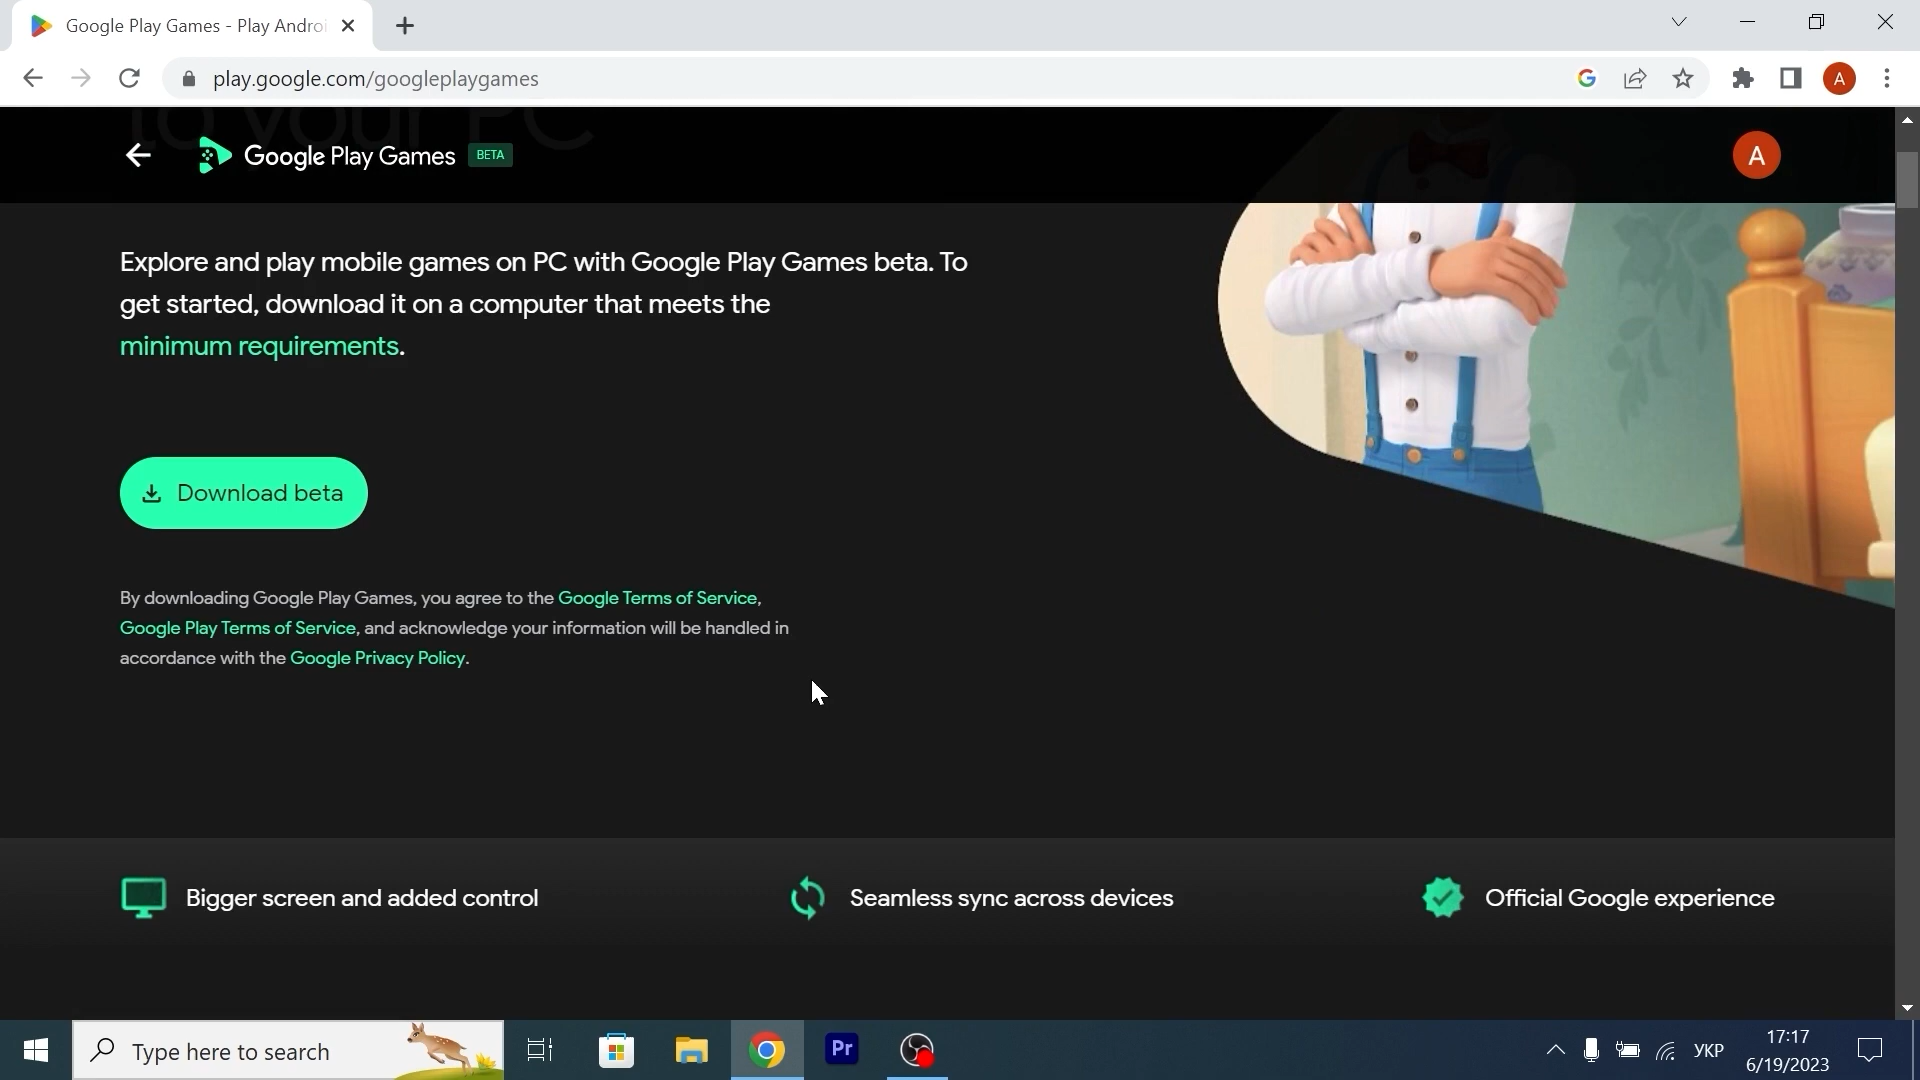 Google Play Games - Play Androi
play.google.com/googleplaygames
A
to your PC
Google Play Games BETA
A
Explore and play mobile games on PC with Google Play Games beta. To
get started, download it on a computer that meets the
minimum requirements.
Download beta
By downloading Google Play Games, you agree to the Google Terms of Service,
Google Play Terms of Service, and acknowledge your information will be handled in
accordance with the Google Privacy Policy.
Bigger screen and added control
Seamless sync across devices
Official Google experience
Type here to search
Pr
УКР
17:17
6/19/2023